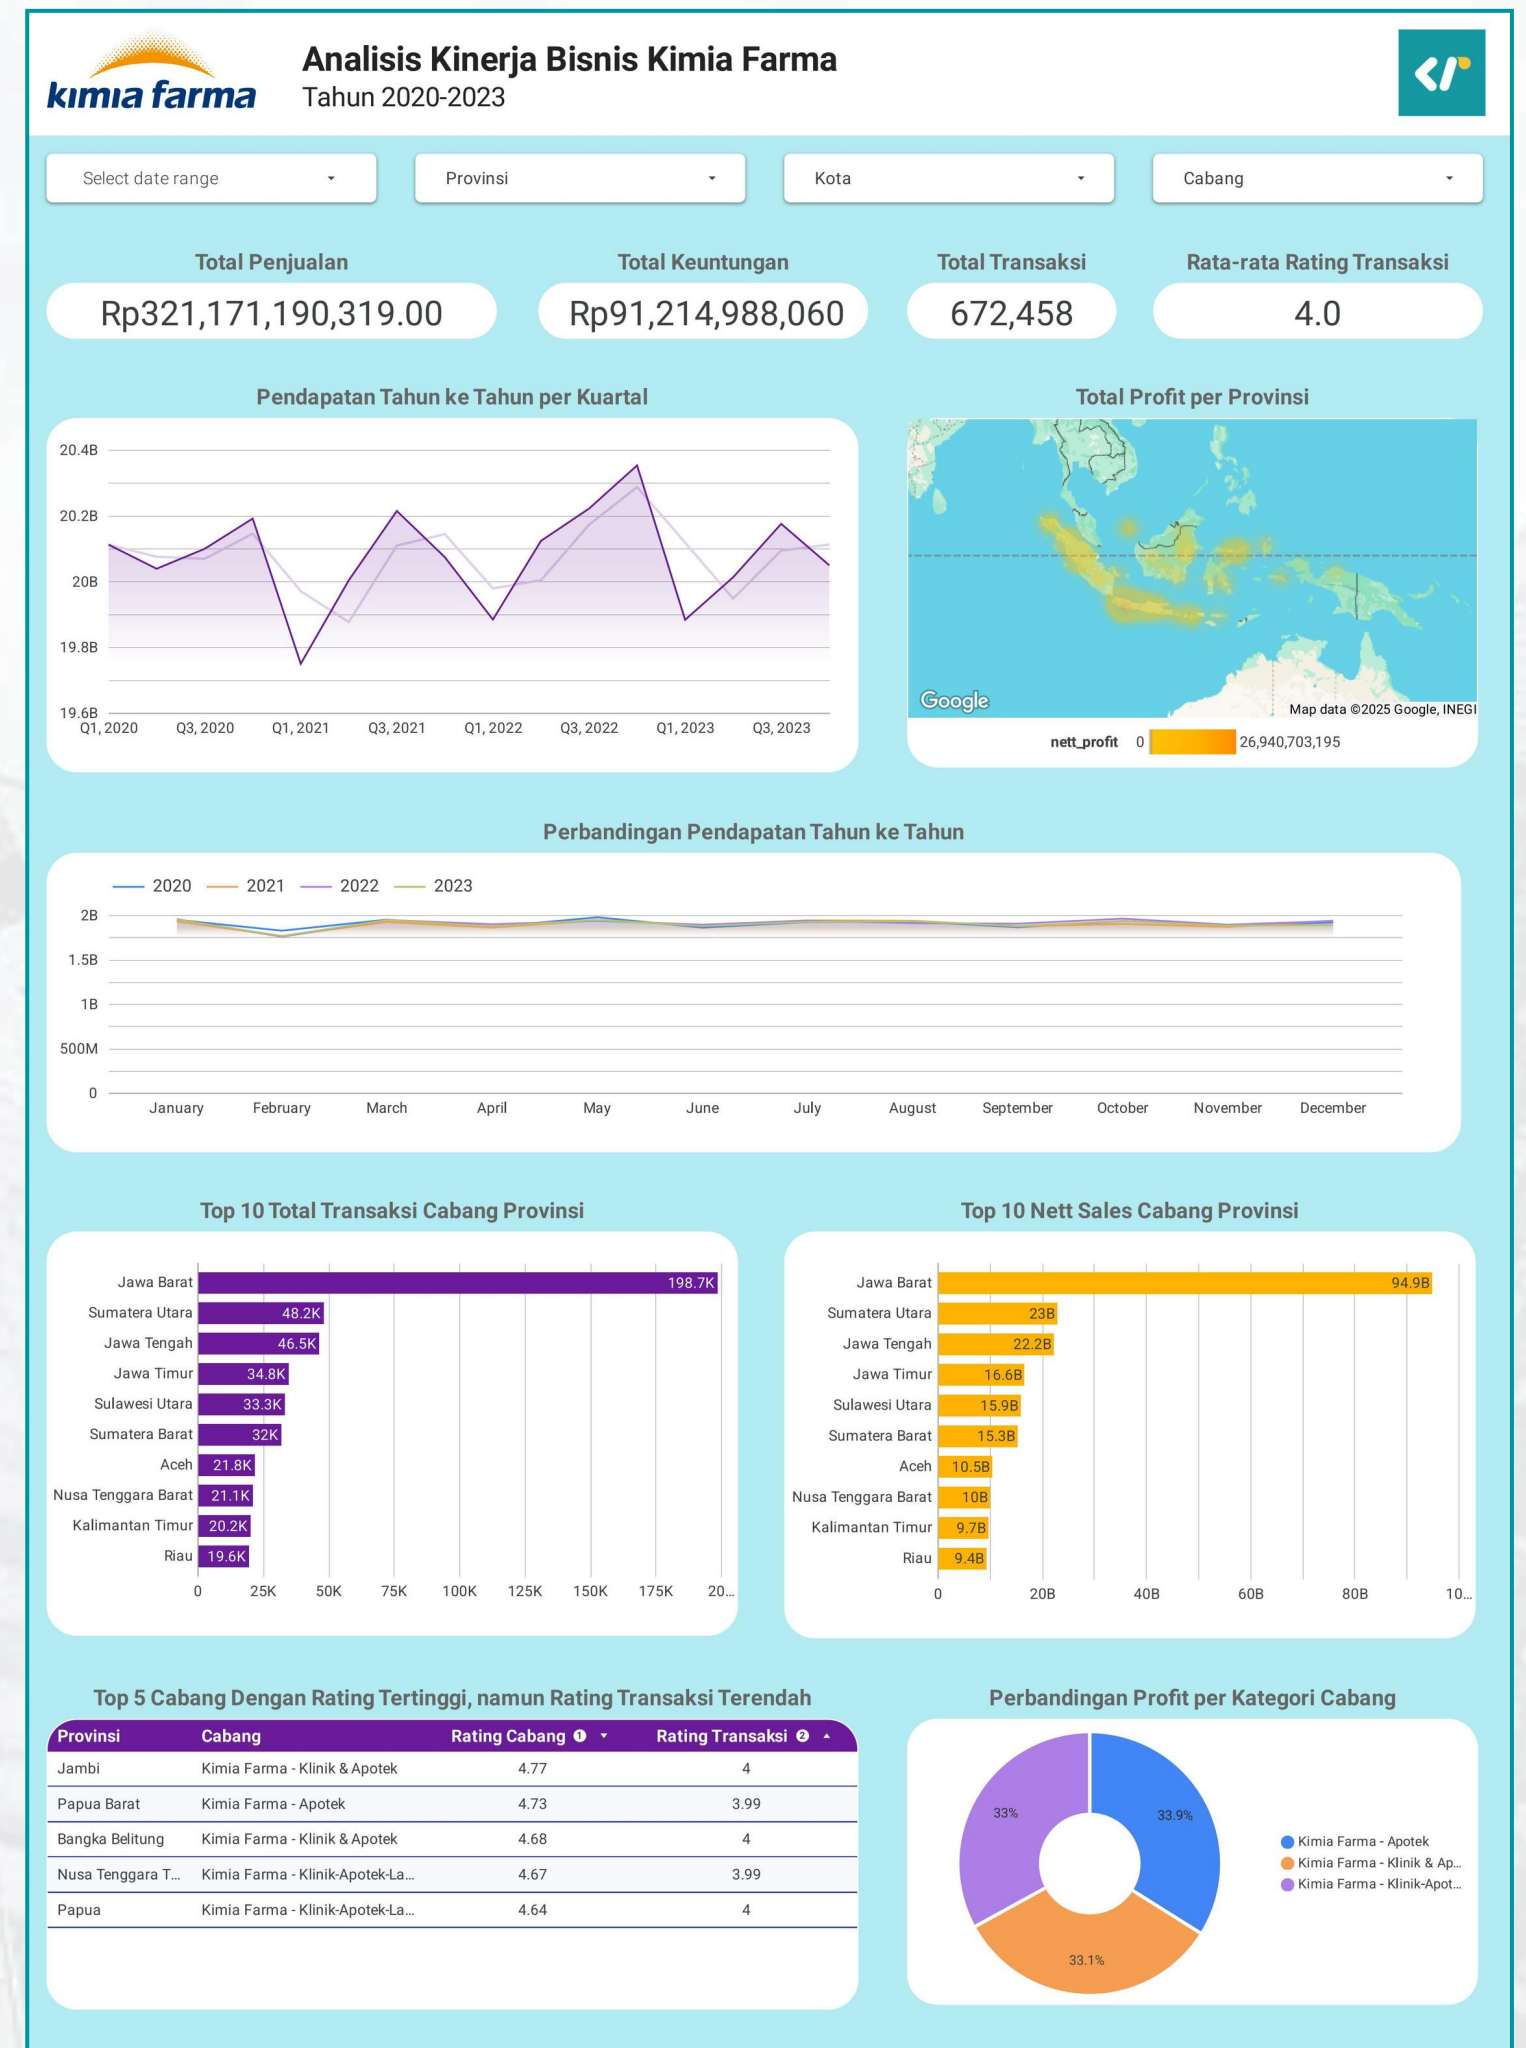 kimia farma
Analisis Kinerja Bisnis Kimia Farma
Tahun 2020-2023
Select date range
Provinsi
Kota
Cabang
Total Penjualan
Rp321,171,190,319.00
Total Keuntungan
Rp91,214,988,060
Total Transaksi
672,458
Rata-rata Rating Transaksi
4.0
Pendapatan Tahun ke Tahun per Kuartal
20.4B
20.2B
20B
19.8B
19.6B
Q1, 2020
Q3, 2020
Q1, 2021
Q3, 2021
Q1, 2022
Q3, 2022
Q1, 2023
Q3, 2023
Total Profit per Provinsi
Google
Map data ©2025 Google, INEGI
nett_profit 0 26,940,703,195
Perbandingan Pendapatan Tahun ke Tahun
2020 2021 2022 2023
2B
1.5B
1B
500M
0
January
February
March
April
May
June
July
August
September
October
November
December
Top 10 Total Transaksi Cabang Provinsi
Jawa Barat 198.7K
Sumatera Utara 48.2K
Jawa Tengah 46.5K
Jawa Timur 34.8K
Sulawesi Utara 33.3K
Sumatera Barat 32K
Aceh 21.8K
Nusa Tenggara Barat 21.1K
Kalimantan Timur 20.2K
Riau 19.6K
0 25K 50K 75K 100K 125K 150K 175K 20...
Top 10 Nett Sales Cabang Provinsi
Jawa Barat 94.9B
Sumatera Utara 23B
Jawa Tengah 22.2B
Jawa Timur 16.6B
Sulawesi Utara 15.9B
Sumatera Barat 15.3B
Aceh 10.5B
Nusa Tenggara Barat 10B
Kalimantan Timur 9.7B
Riau 9.4B
0 20B 40B 60B 80B 10...
Top 5 Cabang Dengan Rating Tertinggi, namun Rating Transaksi Terendah
Provinsi Cabang Rating Cabang 1 Rating Transaksi 2
Jambi Kimia Farma - Klinik & Apotek 4.77 4
Papua Barat Kimia Farma - Apotek 4.73 3.99
Bangka Belitung Kimia Farma - Klinik & Apotek 4.68 4
Nusa Tenggara T... Kimia Farma - Klinik-Apotek-La... 4.67 3.99
Papua Kimia Farma - Klinik-Apotek-La... 4.64 4
Perbandingan Profit per Kategori Cabang
33%
33.9%
33.1%
Kimia Farma - Apotek
Kimia Farma - Klinik & Ap...
Kimia Farma - Klinik-Apot...